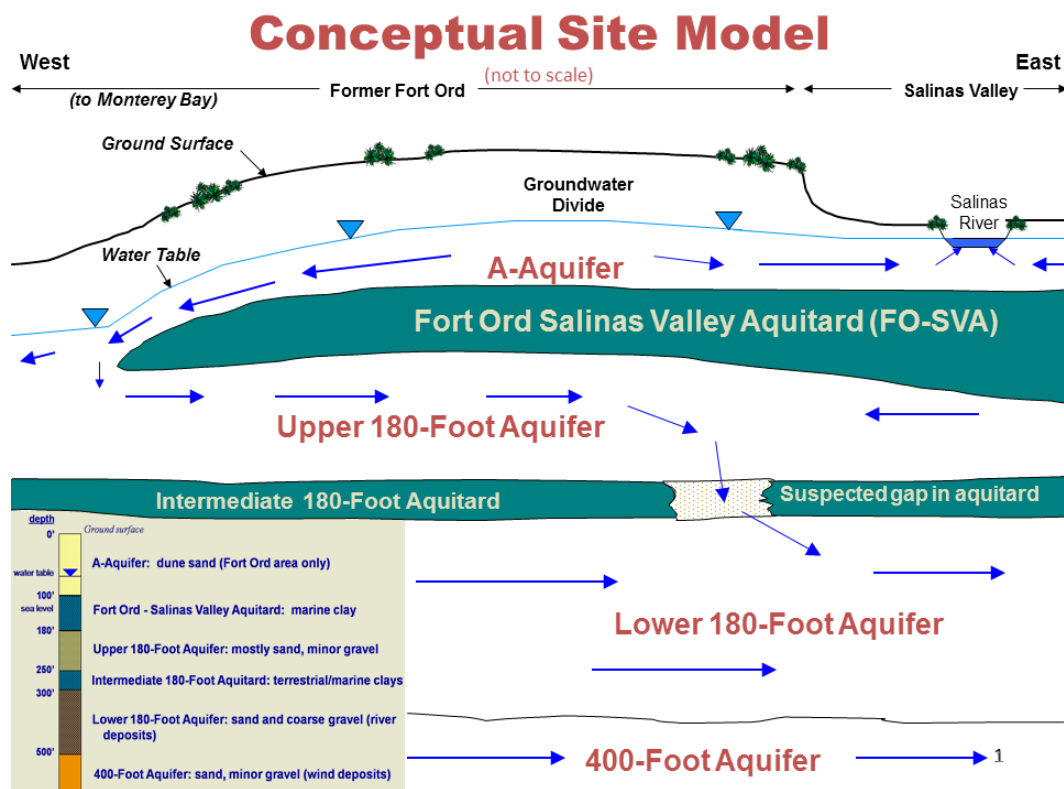 Conceptual Site Model
West
(not to scale)
East
Former Fort Ord
Salinas Valley
(to Monterey Bay)
Ground Surface
Groundwater
Divide
Salinas
River
Water Table
A-Aquifer
Fort Ord Salinas Valley Aquitard (FO-SVA)
Upper 180-Foot Aquifer
Intermediate 180-Foot Aquitard
Suspected gap in aquitard
depth
Ground surface
0'
A-Aquifer: dune sand (Fort Ord area only)
water table
100'
sea level
Fort Ord - Salinas Valley Aquitard: marine clay
180'
Upper 180-Foot Aquifer: mostly sand, minor gravel
250'
Intermediate 180-Foot Aquitard: terrestrial/marine clays
300'
Lower 180-Foot Aquifer: sand and coarse gravel (river
deposits)
500'
400-Foot Aquifer: sand, minor gravel (wind deposits)
Lower 180-Foot Aquifer
400-Foot Aquifer
1